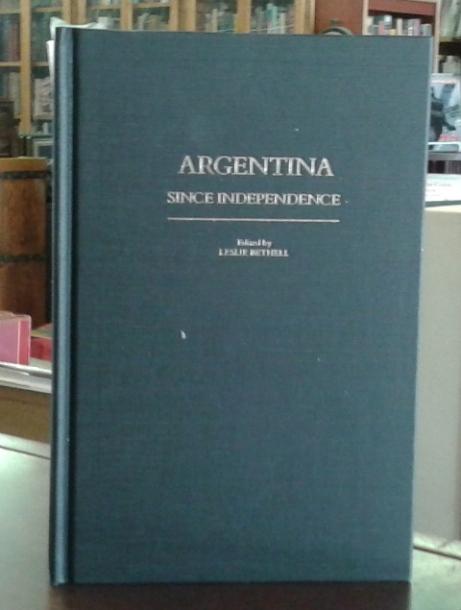 ARGENTINA
SINCE INDEPENDENCE
Edited by
LESLIE BETHELL